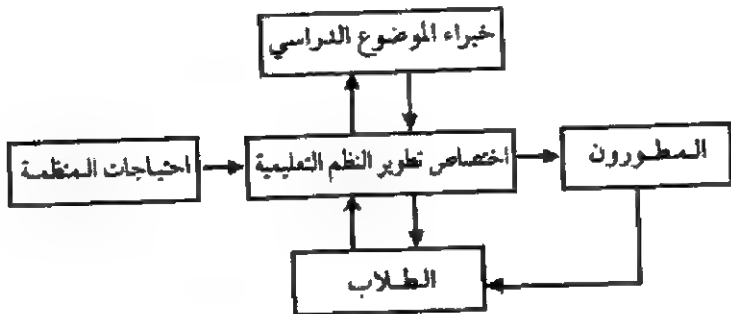 خبراء الموضوع الدراسي
احتياجات المنظمة
اختصاص تطوير النظم التعليمية
المطورون
الطلاب